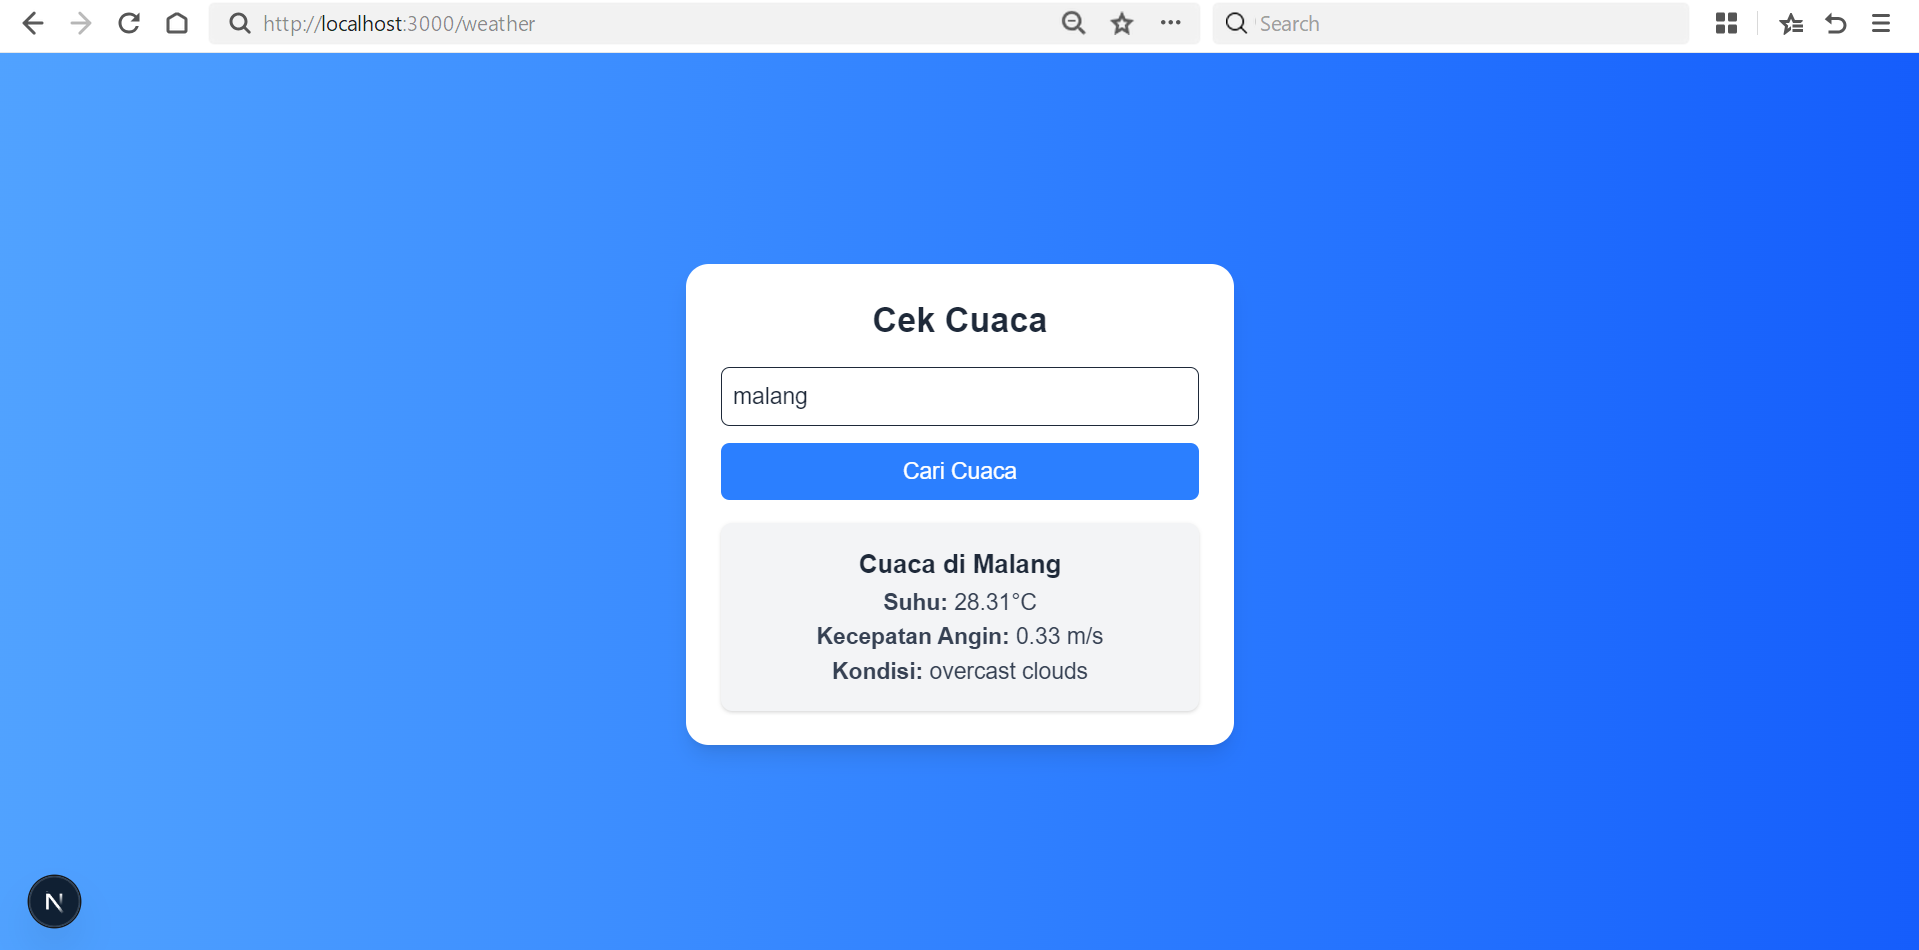 http://localhost:3000/weather
Search
Cek Cuaca
malang
Cari Cuaca
Cuaca di Malang
Suhu: 28.31°C
Kecepatan Angin: 0.33 m/s
Kondisi: overcast clouds
N